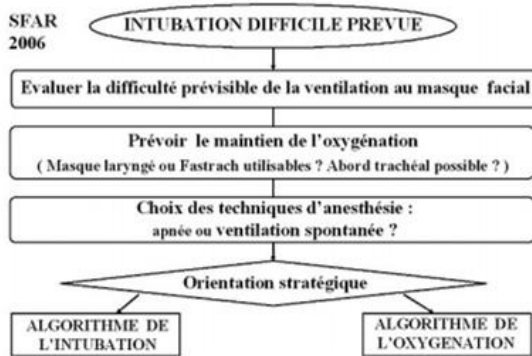 SFAR
2006
INTUBATION DIFFICILE PREVUE
Evaluer la difficulté prévisible de la ventilation au masque facial
Prévoir le maintien de l'oxygénation
( Masque laryngé ou Fastrach utilisables ? Abord trachéal possible ? )
Choix des techniques d'anesthésie :
apnée ou ventilation spontanée ?
Orientation stratégique
ALGORITHME DE
L'INTUBATION
ALGORITHME DE
L'OXYGENATION